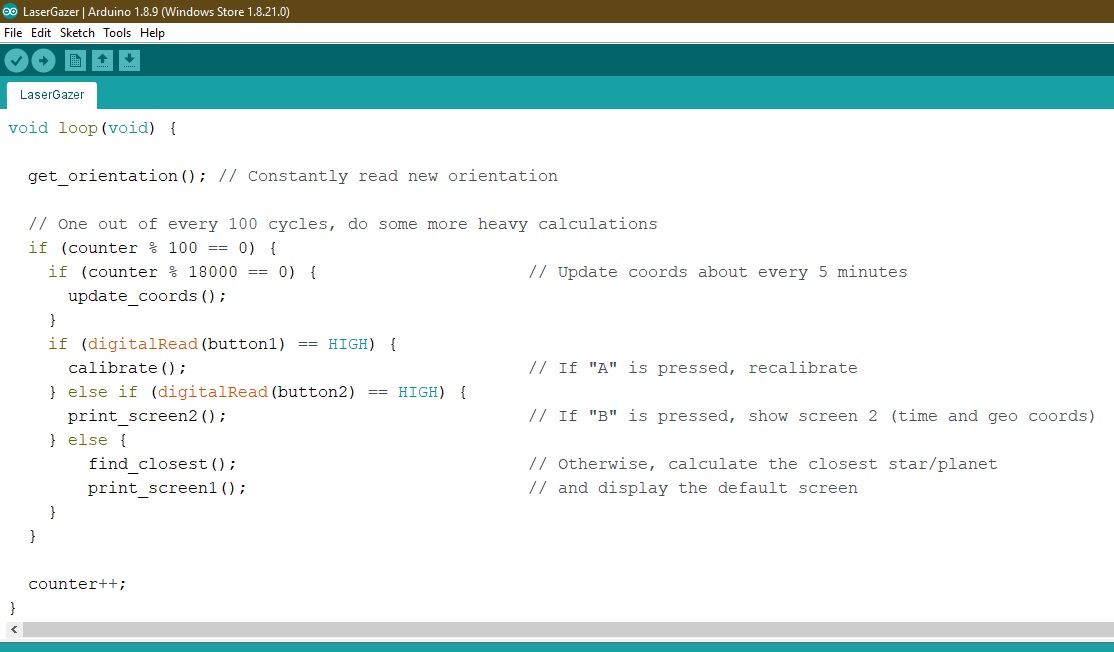 LaserGazer | Arduino 1.8.9 (Windows Store 1.8.21.0)
File Edit Sketch Tools Help
LaserGazer
void loop(void) {
get_orientation(); // Constantly read new orientation
// One out of every 100 cycles, do some more heavy calculations
if (counter % 100 == 0) {
if (counter % 18000 == 0) { // Update coords about every 5 minutes
update_coords();
}
if (digitalRead(button1) == HIGH) {
calibrate(); // If "A" is pressed, recalibrate
} else if (digitalRead(button2) == HIGH) {
print_screen2(); // If "B" is pressed, show screen 2 (time and geo coords)
} else {
find_closest(); // Otherwise, calculate the closest star/planet
print_screen1(); // and display the default screen
}
}
counter++;
}